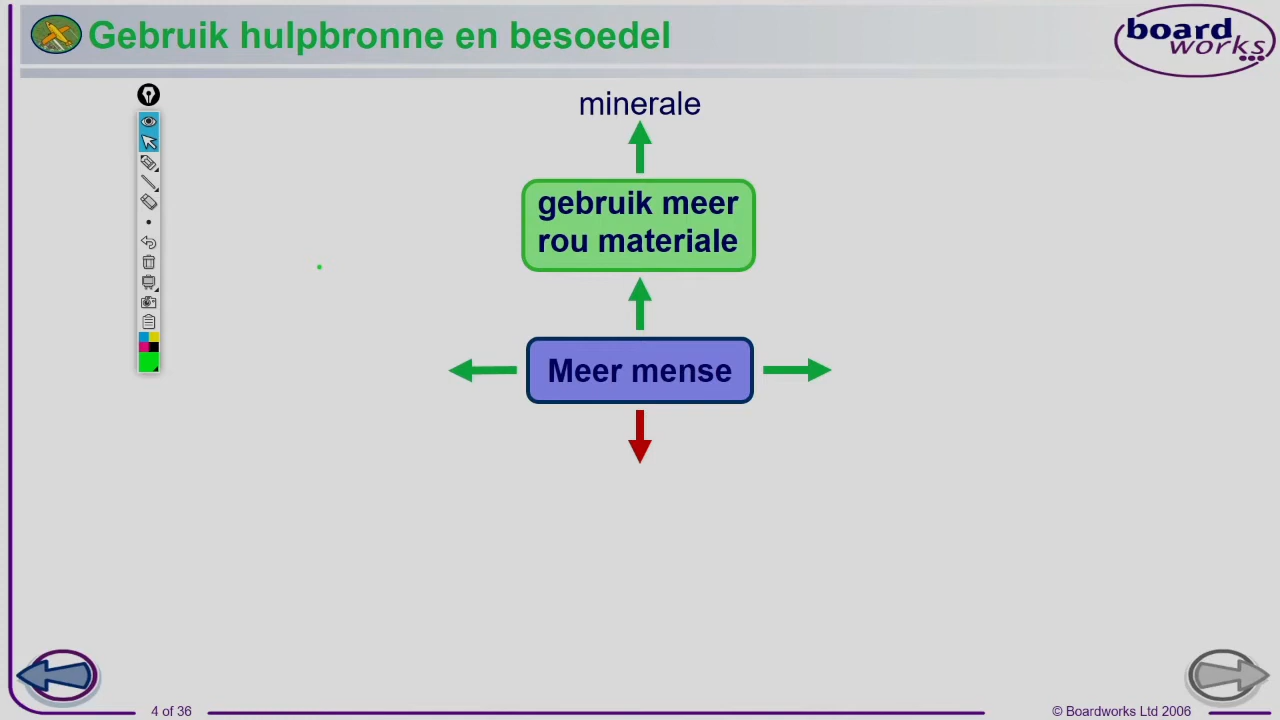 Gebruik hulpbronne en besoedel
board
works
minerale
gebruik meer
rou materiale
Meer mense
4 of 36
© Boardworks Ltd 2006